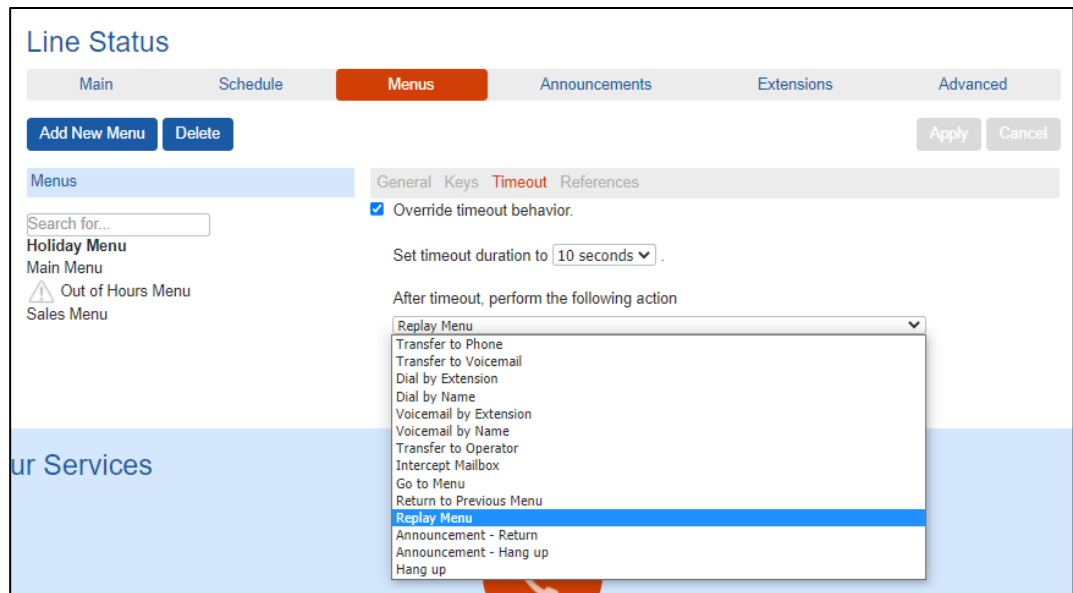 Line Status
Main Schedule Menus Announcements Extensions Advanced
Add New Menu Delete Apply Cancel
Menus
Search for...
Holiday Menu
Main Menu
Out of Hours Menu
Sales Menu
General Keys Timeout References
Override timeout behavior.
Set timeout duration to 10 seconds .
After timeout, perform the following action
Replay Menu
Transfer to Phone
Transfer to Voicemail
Dial by Extension
Dial by Name
Voicemail by Extension
Voicemail by Name
Transfer to Operator
Intercept Mailbox
Go to Menu
Return to Previous Menu
Replay Menu
Announcement - Return
Announcement - Hang up
Hang up
ur Services